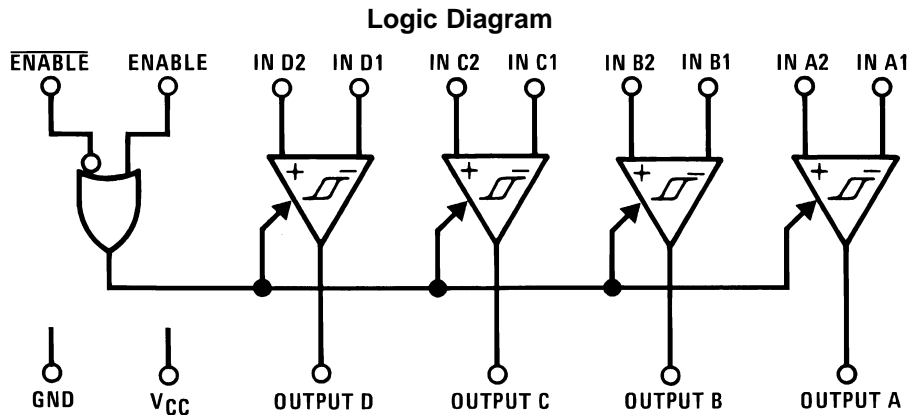 Logic Diagram
ENABLE ENABLE IN D2 IN D1 IN C2 IN C1 IN B2 IN B1 IN A2 IN A1
+ − + − + − + −
GND VCC OUTPUT D OUTPUT C OUTPUT B OUTPUT A